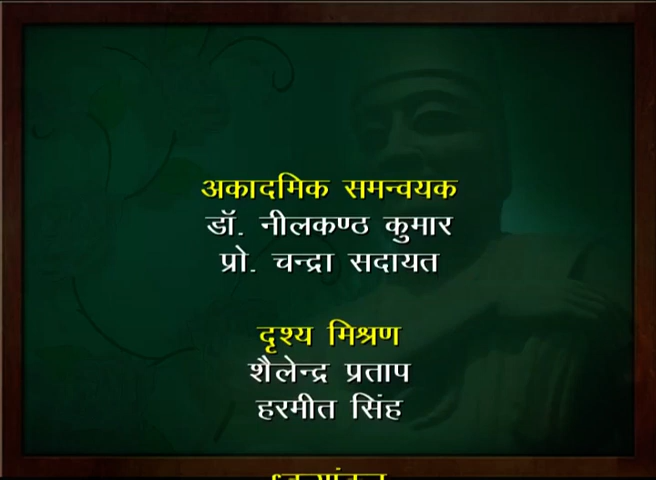 अकादमिक समन्वयक
डॉ. नीलकण्ठ कुमार
प्रो. चन्द्रा सदायत
दृश्य मिश्रण
शैलेन्द्र प्रताप
हरमीत सिंह